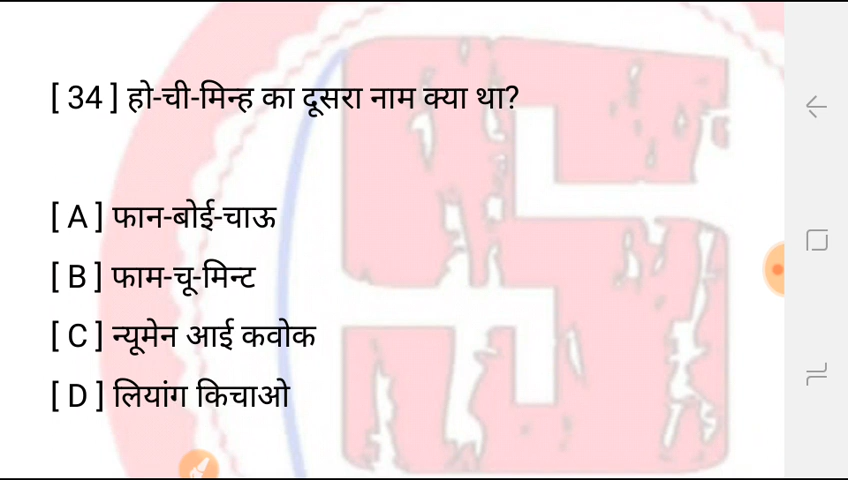 [ 34 ] हो-ची-मिन्ह का दूसरा नाम क्या था?
[ A ] फान-बोई-चाऊ
[ B ] फाम-चू-मिन्ट
[ C ] न्यूमेन आई कवोक
[ D ] लियांग किचाओ